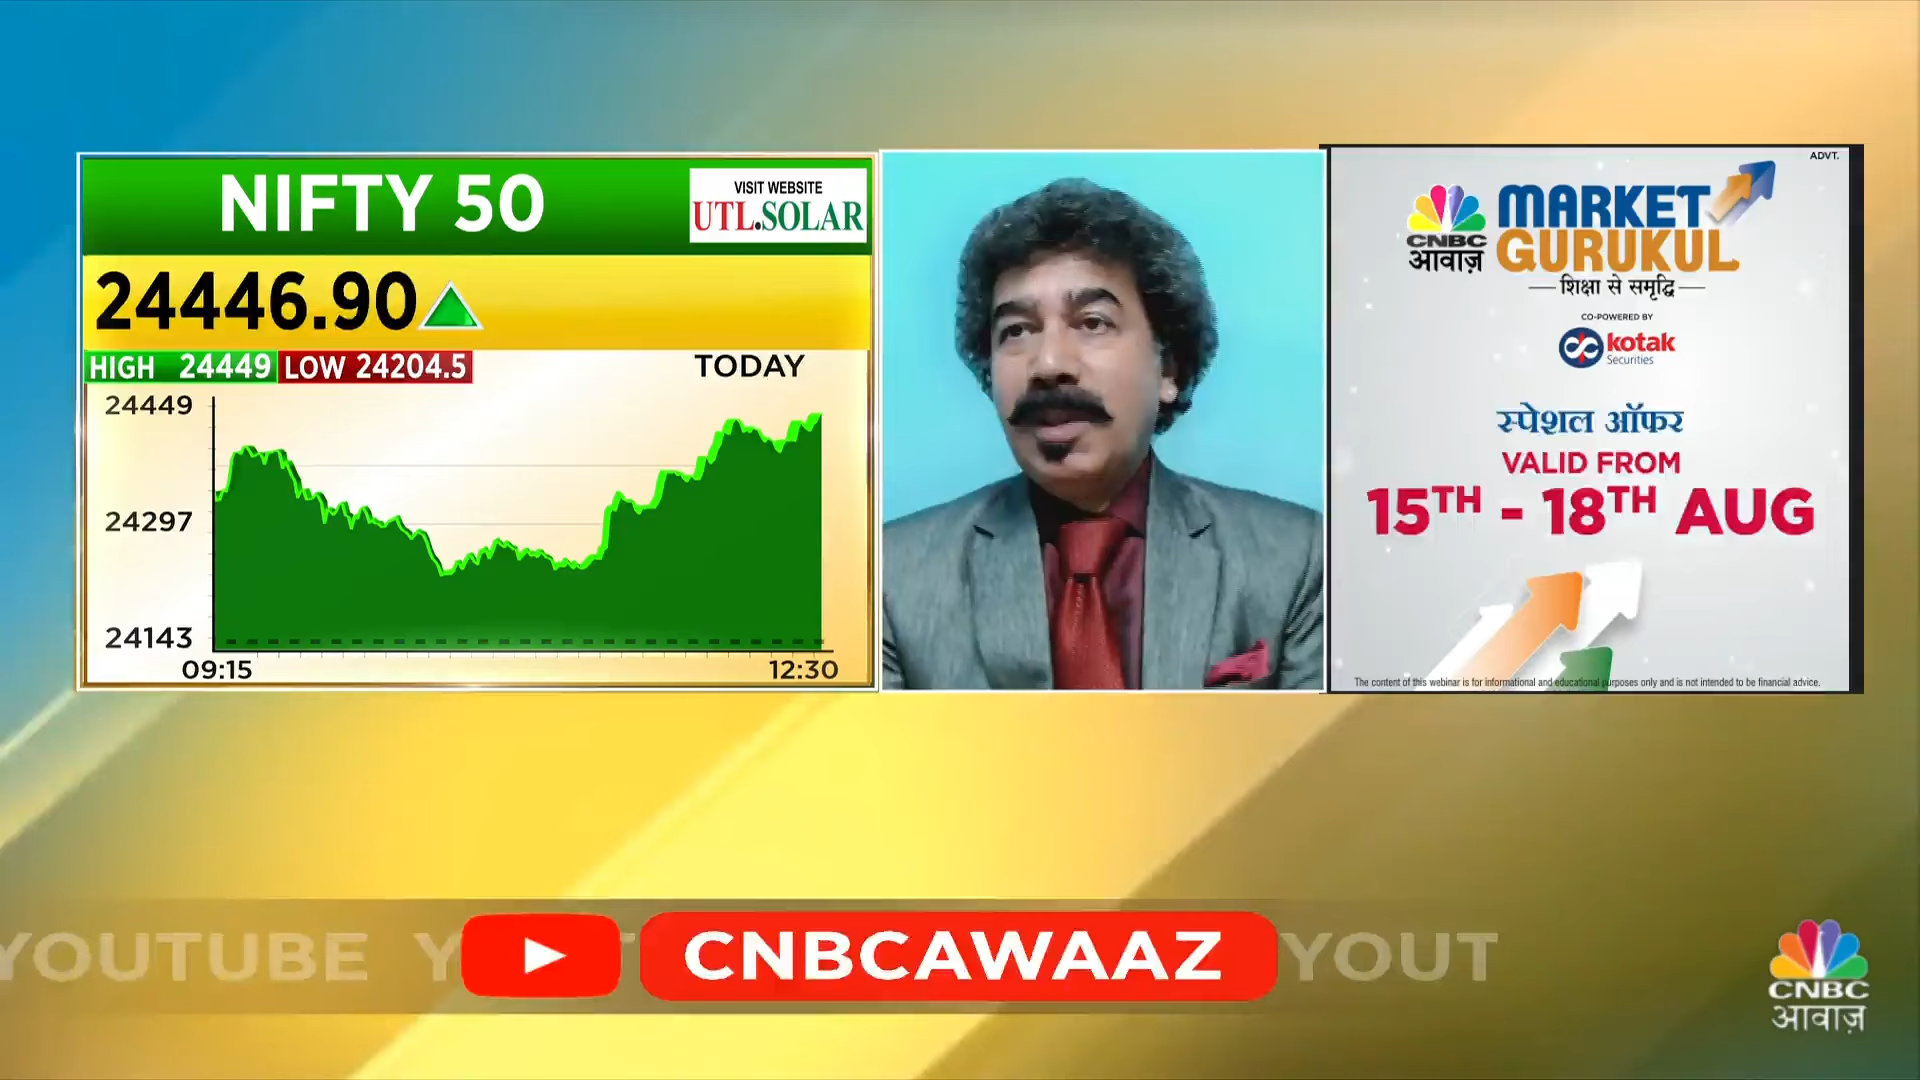 NIFTY 50
VISIT WEBSITE
UTL.SOLAR
24446.90
HIGH 24449 LOW 24204.5
TODAY
24449
24297
24143
09:15
12:30
ADVT.
CNBC
आवाज़
MARKET
GURUKUL
शिक्षा से समृद्धि
CO-POWERED BY
kotak
Securities
स्पेशल ऑफर
VALID FROM
15TH - 18TH AUG
The content of this webinar is for informational and educational purposes only and is not intended to be financial advice.
YOUTUBE Y T
CNBCAWAAZ
YOUT
CNBC
आवाज़